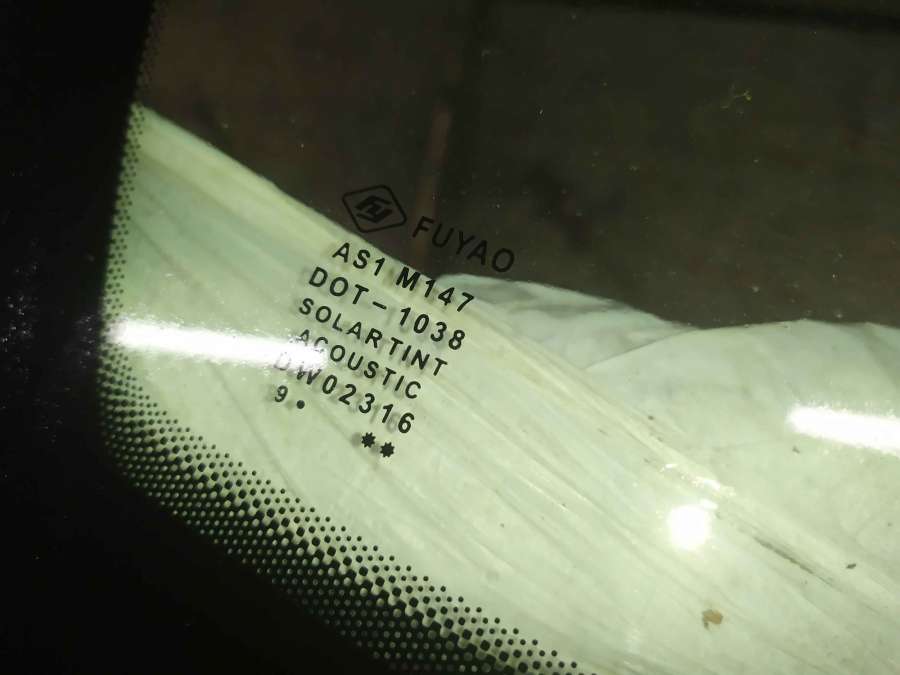 FUYAO
AS1 M147
DOT-1038
SOLARTINT
ACOUSTIC
DW02316
9